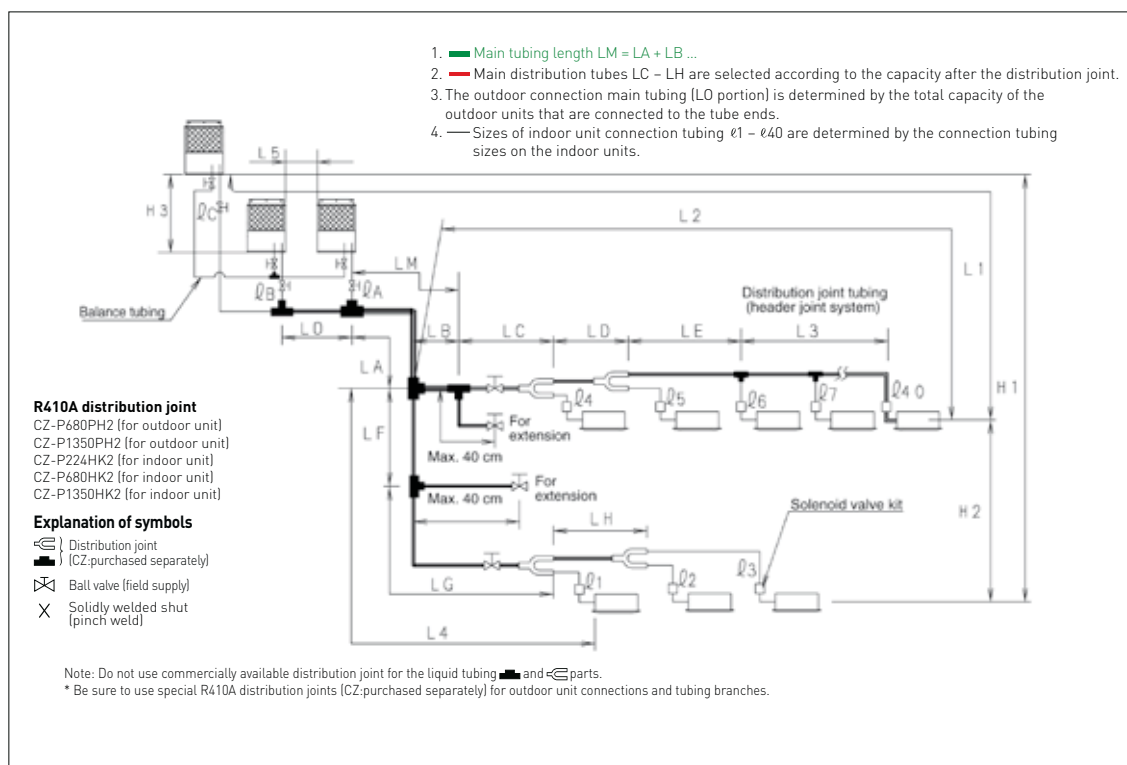 1. Main tubing length LM = LA + LB ...
2. Main distribution tubes LC – LH are selected according to the capacity after the distribution joint.
3. The outdoor connection main tubing (LO portion) is determined by the total capacity of the
outdoor units that are connected to the tube ends.
4. Sizes of indoor unit connection tubing ℓ1 – ℓ40 are determined by the connection tubing
sizes on the indoor units.
L5
H3
ℓC
L2
L1
LM
ℓB
ℓA
Balance tubing
Distribution joint tubing
(header joint system)
LO
LB
LC
LD
LE
L3
LA
H1
ℓ4
ℓ5
ℓ6
ℓ7
ℓ40
R410A distribution joint
CZ-P680PH2 (for outdoor unit)
CZ-P1350PH2 (for outdoor unit)
CZ-P224HK2 (for indoor unit)
CZ-P680HK2 (for indoor unit)
CZ-P1350HK2 (for indoor unit)
LF
For
extension
Max. 40 cm
For
extension
Max. 40 cm
H2
Solenoid valve kit
Explanation of symbols
Distribution joint
(CZ:purchased separately)
Ball valve (field supply)
Solidly welded shut
(pinch weld)
LH
LG
ℓ1
ℓ2
ℓ3
L4
Note: Do not use commercially available distribution joint for the liquid tubing and parts.
* Be sure to use special R410A distribution joints (CZ:purchased separately) for outdoor unit connections and tubing branches.